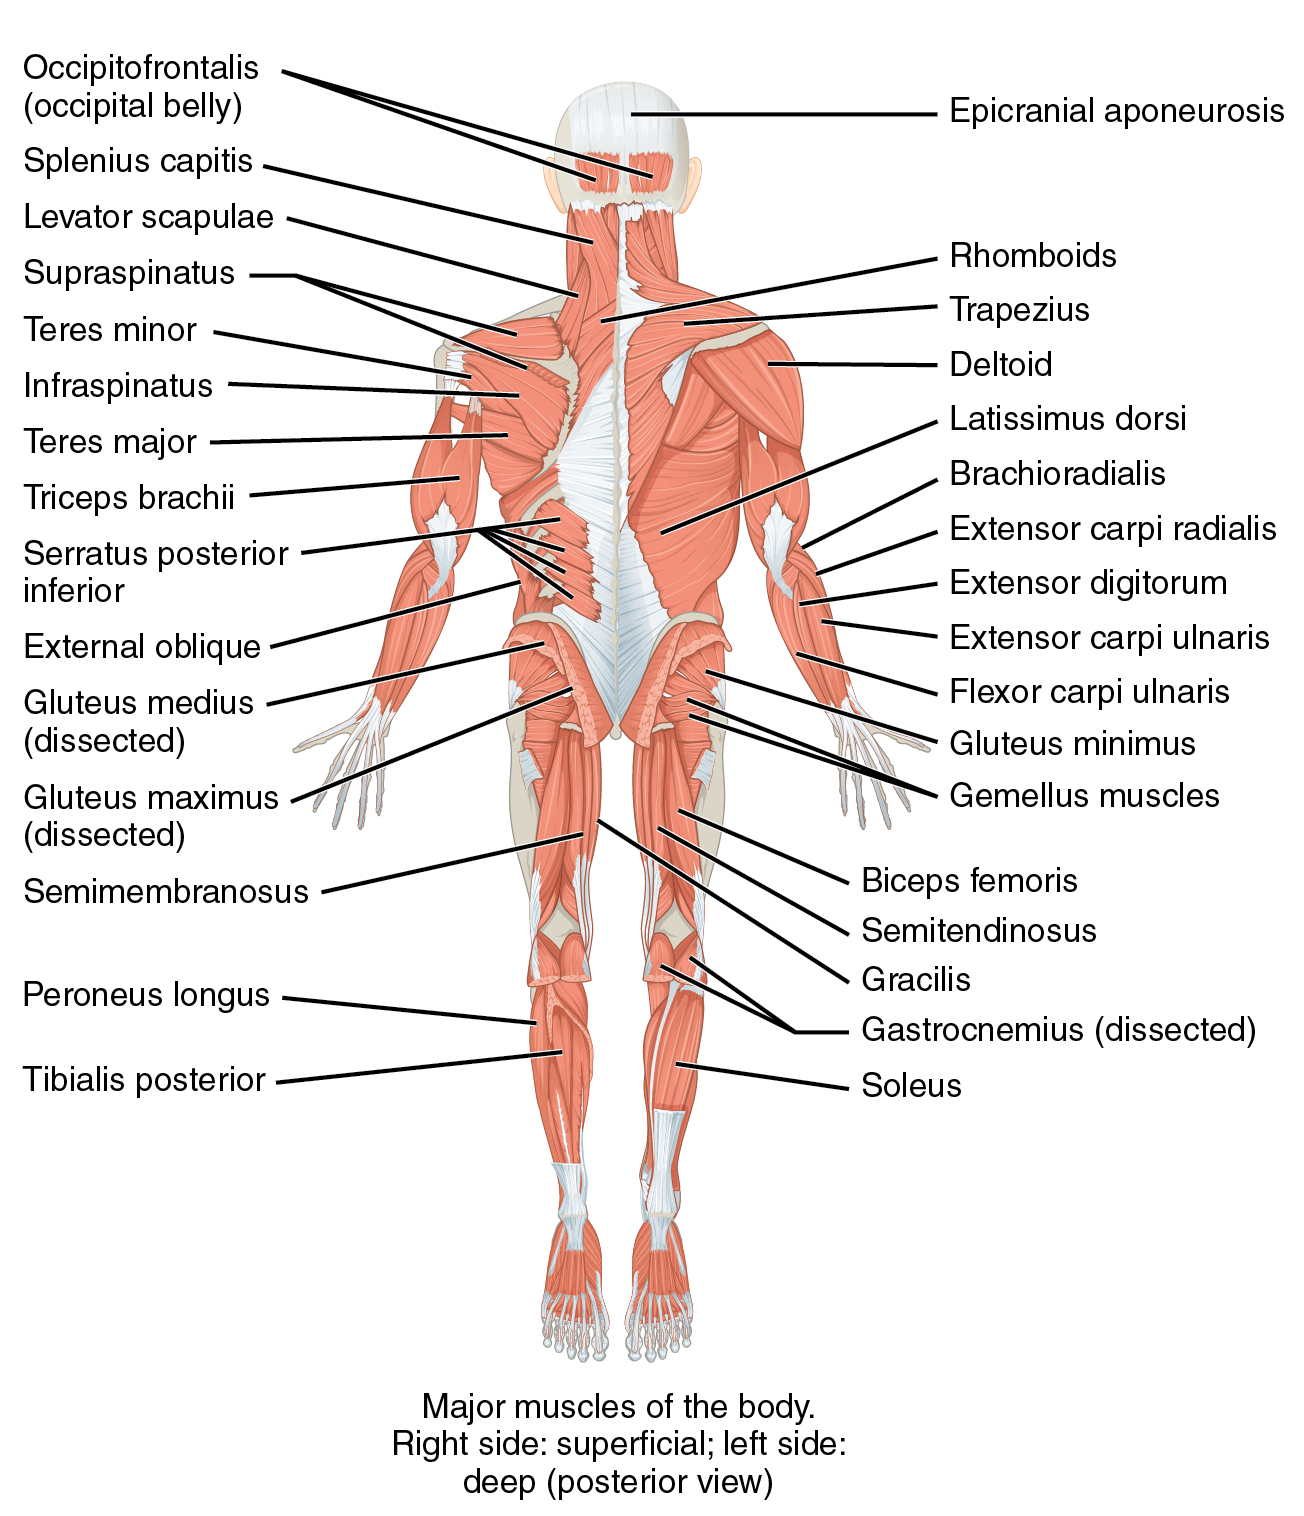 Occipitofrontalis
(occipital belly)
Splenius capitis
Levator scapulae
Supraspinatus
Teres minor
Infraspinatus
Teres major
Triceps brachii
Serratus posterior
inferior
External oblique
Gluteus medius
(dissected)
Gluteus maximus
(dissected)
Semimembranosus
Peroneus longus
Tibialis posterior
Epicranial aponeurosis
Rhomboids
Trapezius
Deltoid
Latissimus dorsi
Brachioradialis
Extensor carpi radialis
Extensor digitorum
Extensor carpi ulnaris
Flexor carpi ulnaris
Gluteus minimus
Gemellus muscles
Biceps femoris
Semitendinosus
Gracilis
Gastrocnemius (dissected)
Soleus
Major muscles of the body.
Right side: superficial; left side:
deep (posterior view)